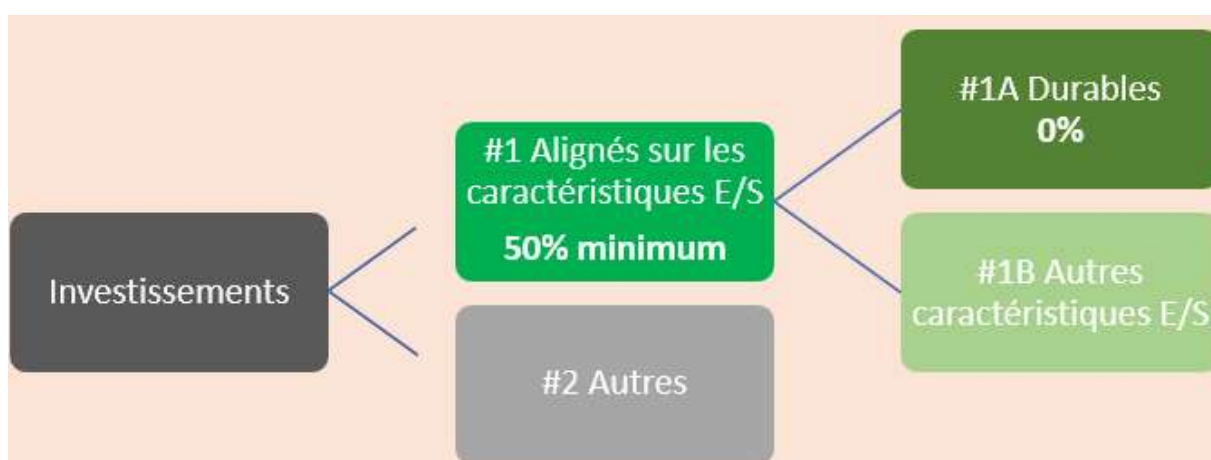 Investissements
#1 Alignés sur les
caractéristiques E/S
50% minimum
#2 Autres
#1A Durables
0%
#1B Autres
caractéristiques E/S